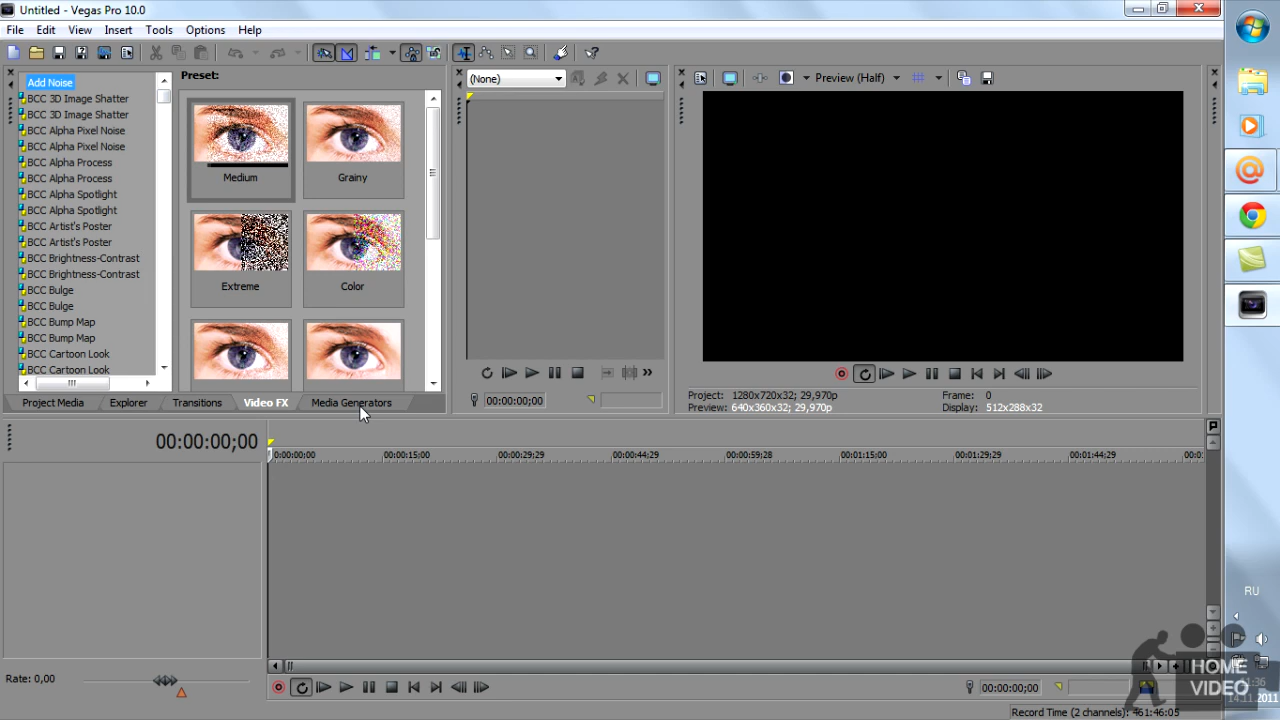 Untitled - Vegas Pro 10.0
File Edit View Insert Tools Options Help
Add Noise
BCC 3D Image Shatter
BCC 3D Image Shatter
BCC Alpha Pixel Noise
BCC Alpha Pixel Noise
BCC Alpha Process
BCC Alpha Process
BCC Alpha Spotlight
BCC Alpha Spotlight
BCC Artist's Poster
BCC Artist's Poster
BCC Brightness-Contrast
BCC Brightness-Contrast
BCC Bulge
BCC Bulge
BCC Bump Map
BCC Bump Map
BCC Cartoon Look
BCC Cartoon Look
Preset:
Medium Grainy
Extreme Color
Project Media Explorer Transitions Video FX Media Generators
(None)
00:00:00;00
Preview (Half)
Project: 1280x720x32; 29,970p Frame: 0
Preview: 640x360x32; 29,970p Display: 512x288x32
00:00:00;00
0:00:00;00 00:00:15;00 00:00:29;29 00:00:44;29 00:00:59;28 00:01:15;00 00:01:29;29 00:01:44;29 00:0
Rate: 0,00
00:00:00;00
Record Time (2 channels): 461:46:05
RU
HOME
VIDEO
14.11.2011